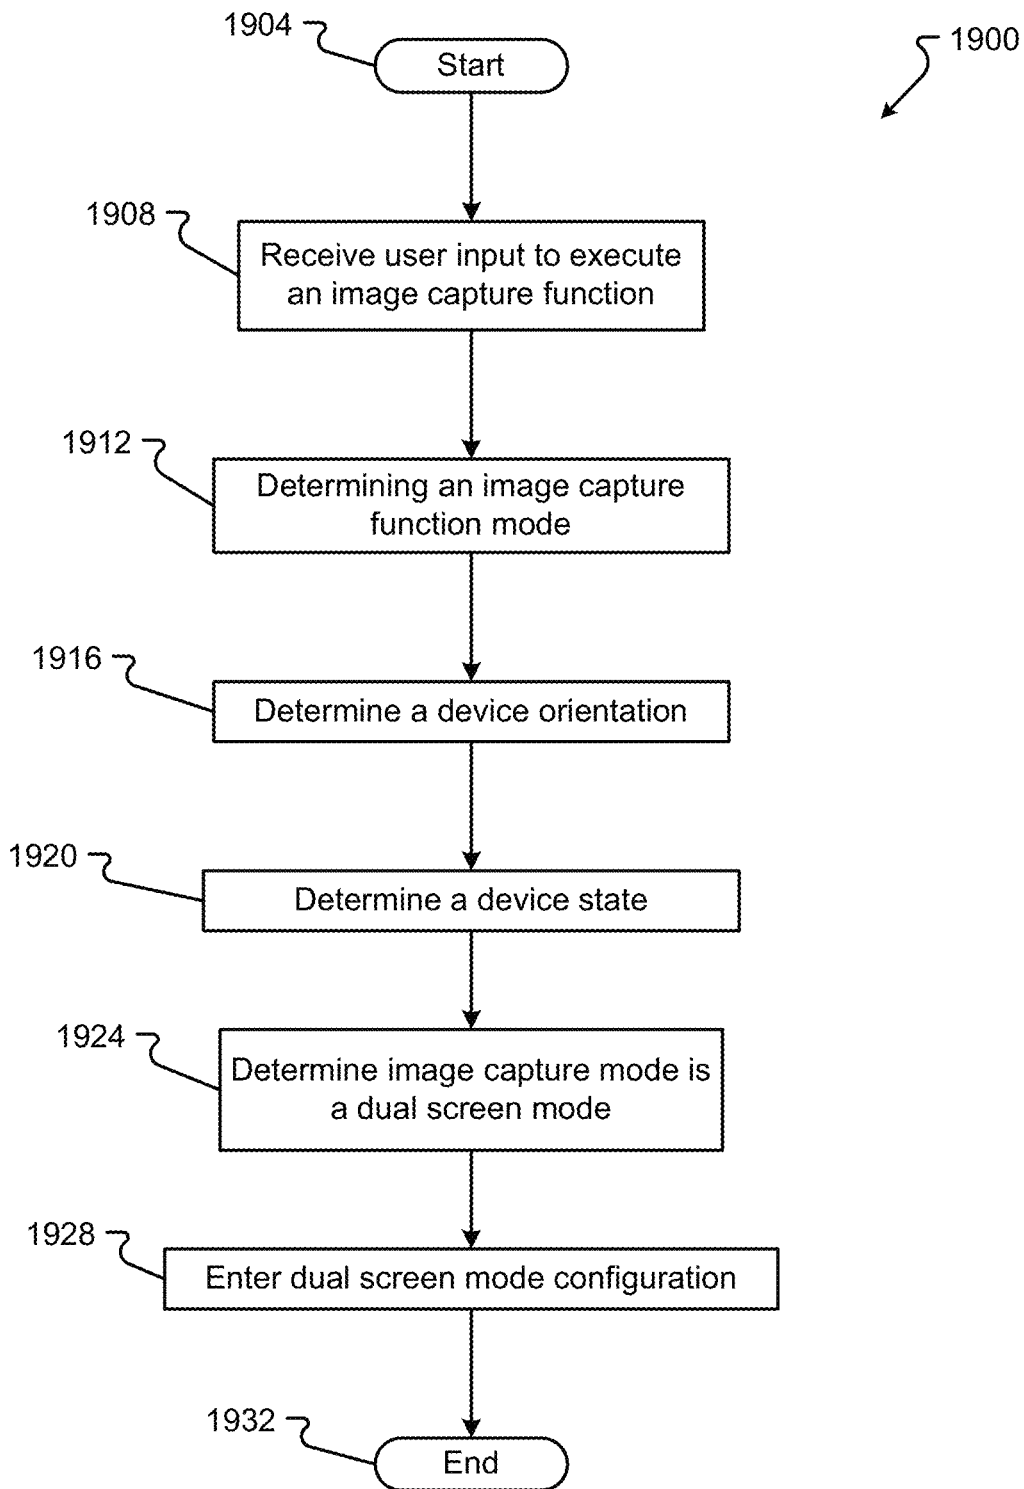 1904
Start
1900
1908
Receive user input to execute
an image capture function
1912
Determining an image capture
function mode
1916
Determine a device orientation
1920
Determine a device state
1924
Determine image capture mode is
a dual screen mode
1928
Enter dual screen mode configuration
1932
End